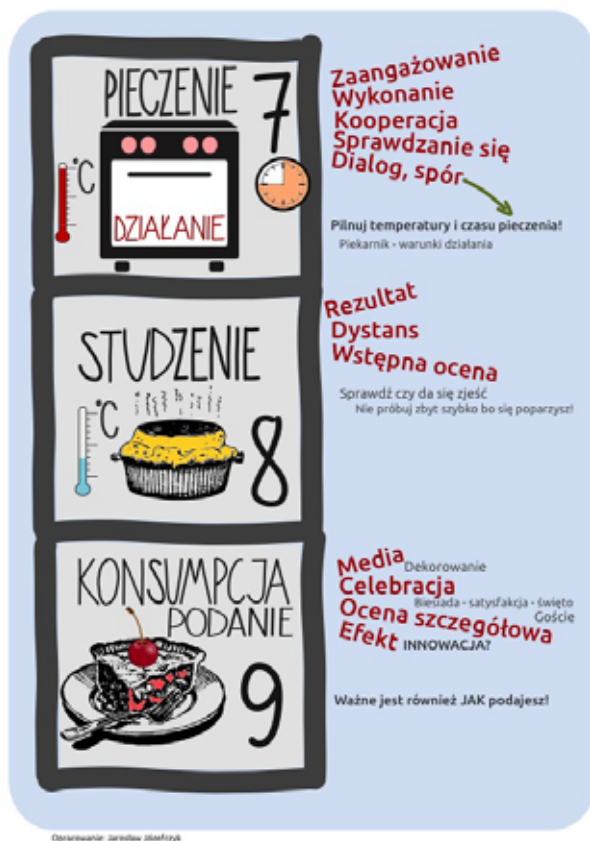 PIECZENIE 7
°C
DZIAŁANIE
Zaangażowanie
Wykonanie
Kooperacja
Sprawdzanie się
Dialog, spór
Pilnuj temperatury i czasu pieczenia!
Piekarnik - warunki działania
STUDZENIE
°C
8
Rezultat
Dystans
Wstępna ocena
Sprawdź czy da się zjeść
Nie próbuj zbyt szybko bo się poparzysz!
KONSUMPCJA
PODANIE
9
Media Dekorowanie
Celebracja
Biesiada - satysfakcja - święto
Ocena szczegółowa Goście
Efekt INNOWACJA?
Ważne jest również JAK podajesz!
Opracowanie: Jarosław Józefczyk